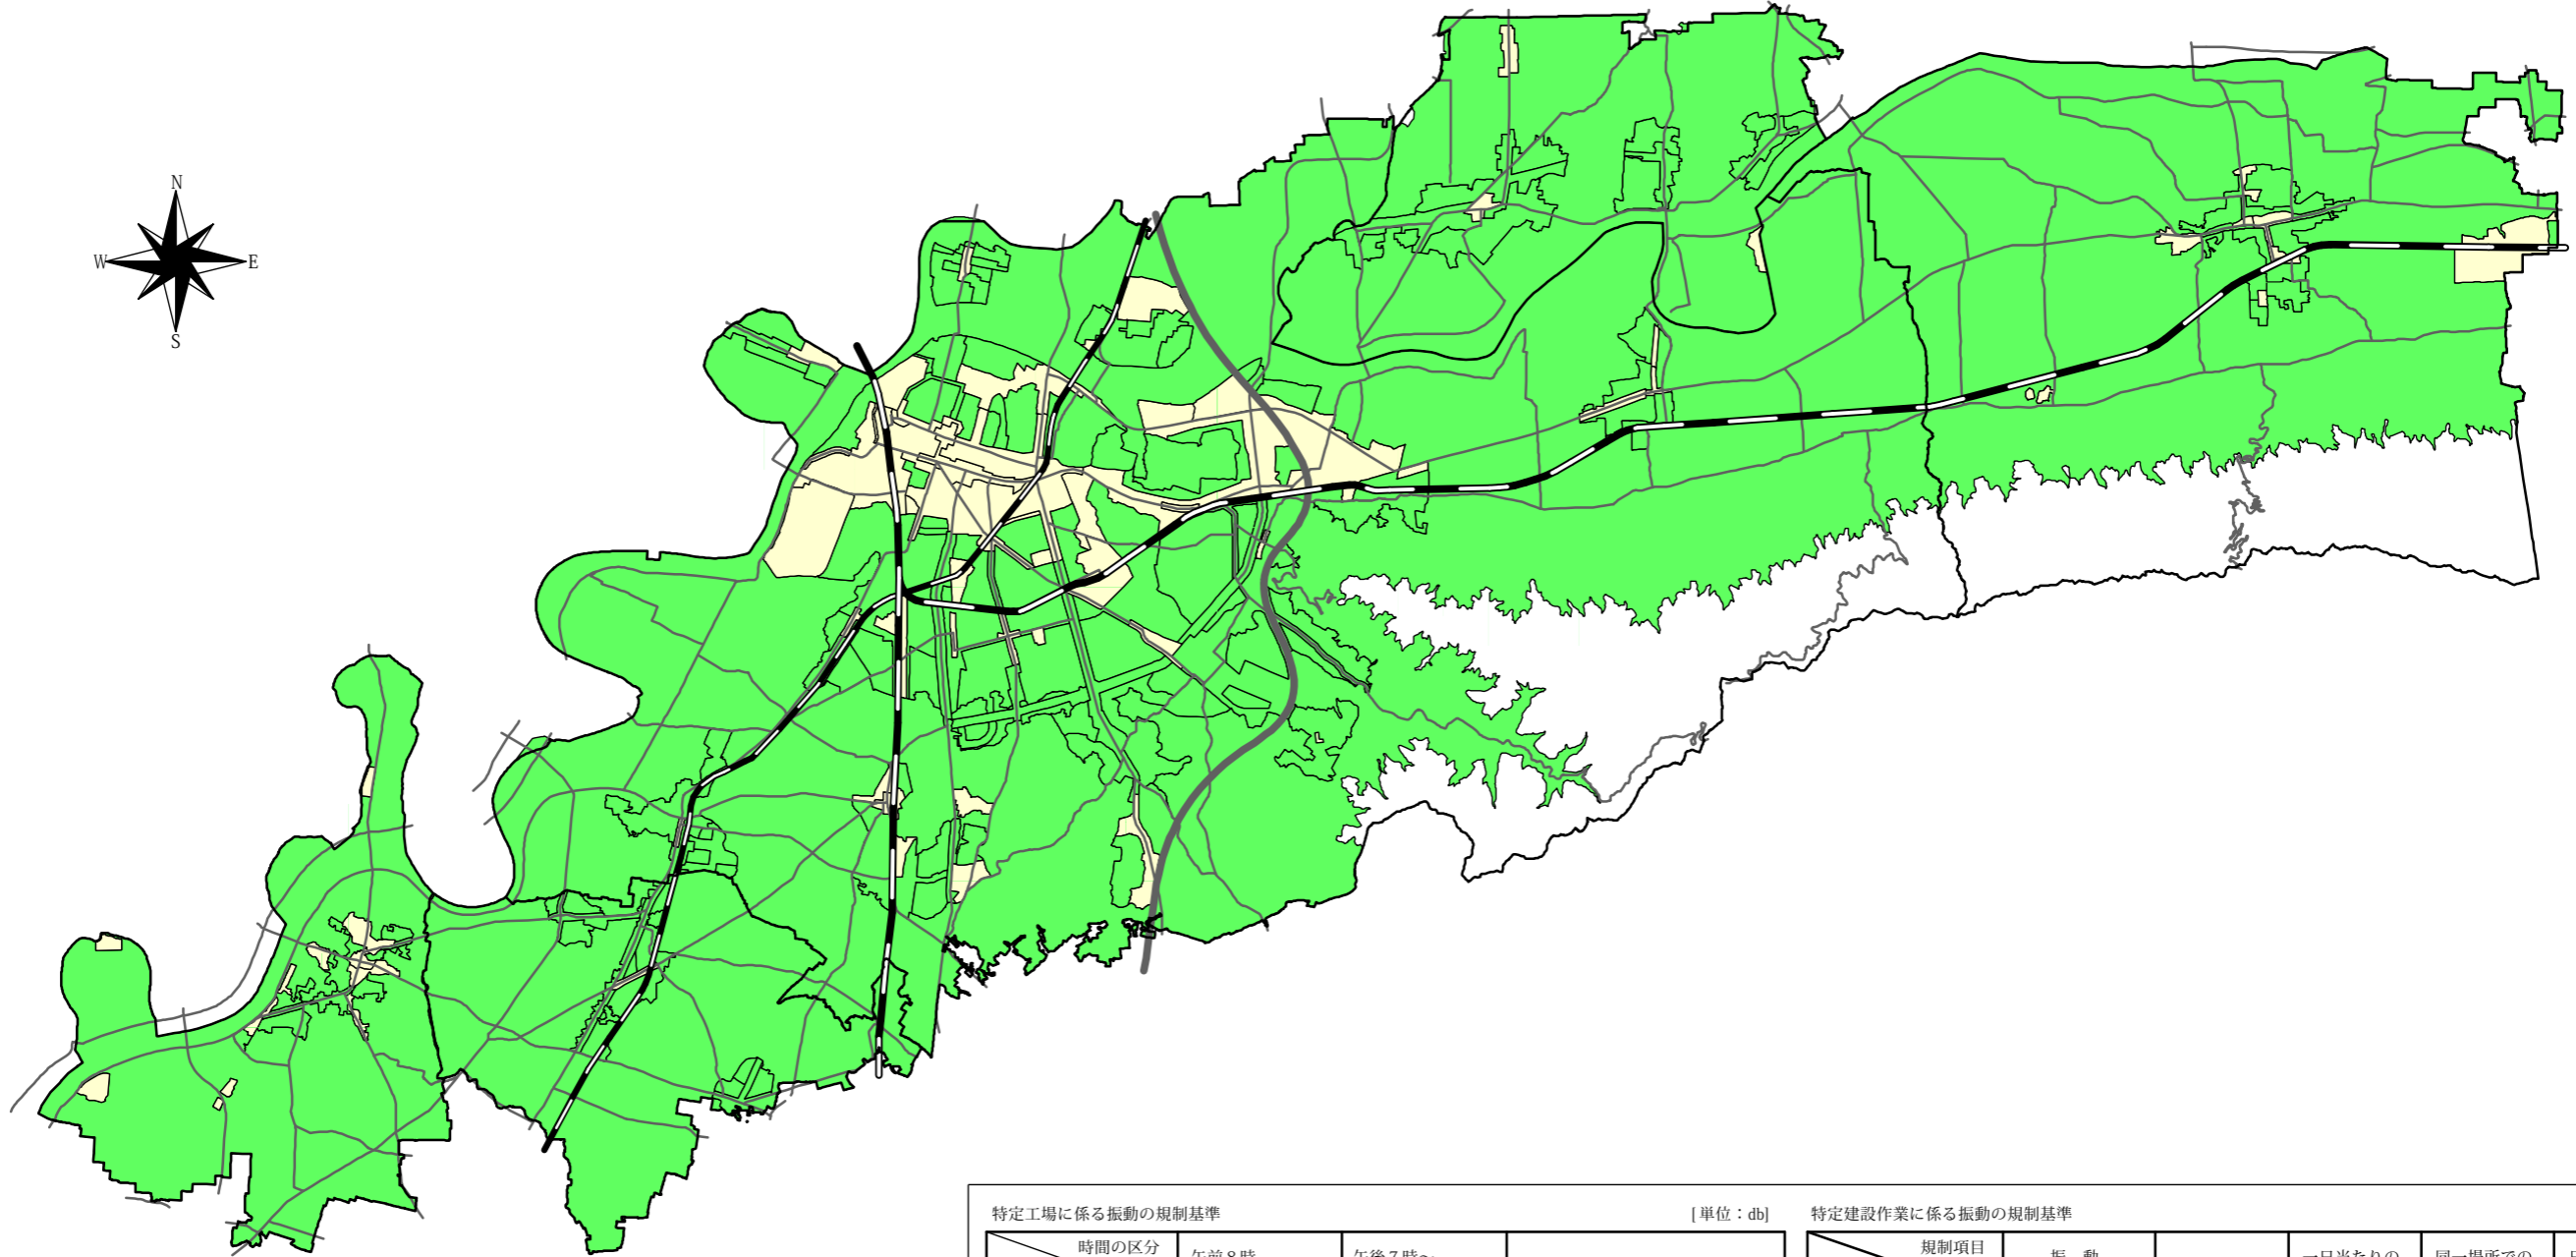 N
W
E
S
特定工場に係る振動の規制基準
[単位：db]
特定建設作業に係る振動の規制基準
時間の区分
規制項目
振 動